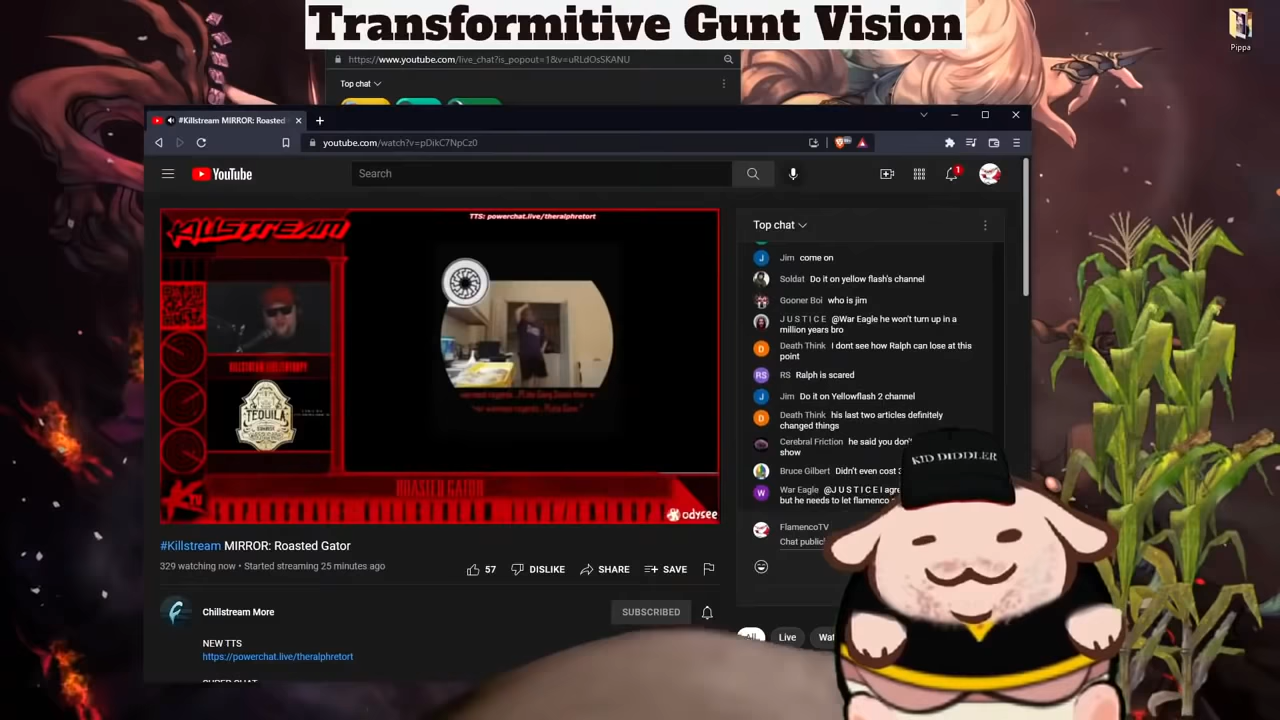 Transformitive Gunt Vision
Pippa
https://www.youtube.com/live_chat?is_popout=1&v=uRLdOsSKANU
Top chat
#Killstream MIRROR: Roasted
youtube.com/watch?v=pDikC7NpCz0
YouTube
Search
1
KILLSTREAM
TTS: powerchat.live/theralphretort
TEQUILA
ROASTED GATOR
odysee
Top chat
J Jim come on
Soldat Do it on yellow flash's channel
Gooner Boi who is jim
J U S T I C E @War Eagle he won't turn up in a
million years bro
D Death Think I dont see how Ralph can lose at this
point
RS RS Ralph is scared
J Jim Do it on Yellowflash 2 channel
D Death Think his last two articles definitely
changed things
Cerebral Friction he said you don'
show
Bruce Gilbert Didn't even cost
W War Eagle @J U S T I C E I
but he needs to let flamenco
FlamencoTV
Chat public
KID DIDDLER
#Killstream MIRROR: Roasted Gator
329 watching now • Started streaming 25 minutes ago
57 DISLIKE SHARE SAVE
Chillstream More
SUBSCRIBED
All Live Wat
NEW TTS
https://powerchat.live/theralphretort